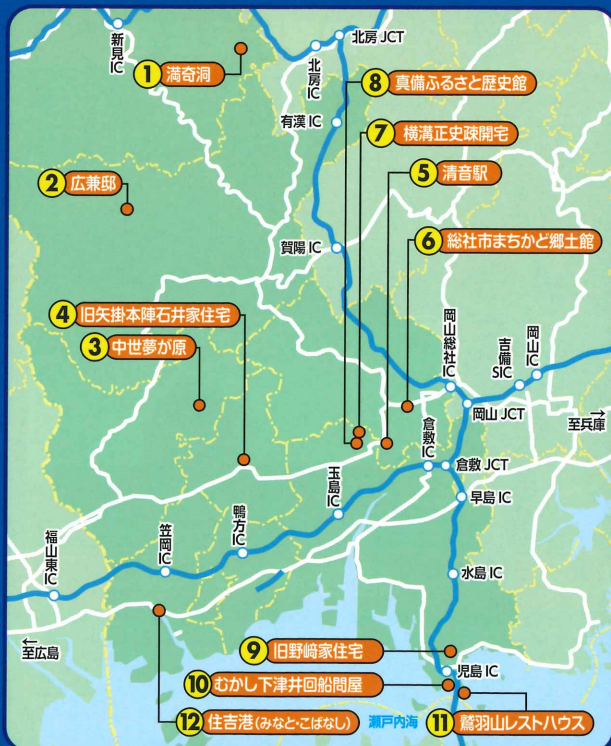 新見IC
北房IC
北房JCT
1 満奇洞
8 真備ふるさと歴史館
有漢IC
7 横溝正史疎開宅
2 広兼邸
5 清音駅
賀陽IC
6 総社市まちかど郷土館
4 旧矢掛本陣石井家住宅
3 中世夢が原
岡山総社IC
吉備SIC
岡山IC
岡山JCT
至兵庫→
倉敷IC
倉敷JCT
玉島IC
早島IC
鴨方IC
笠岡IC
福山東IC
水島IC
←至広島
9 旧野﨑家住宅
児島IC
10 むかし下津井回船問屋
12 住吉港(みなと・こばなし)
瀬戸内海
11 鷲羽山レストハウス